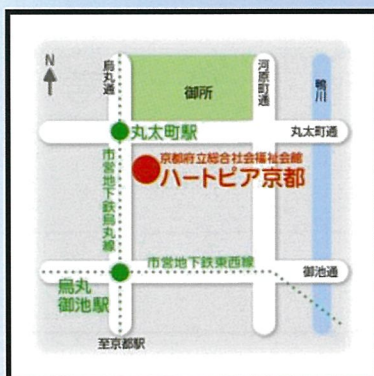 N
烏丸通
御所
河原町通
鴨川
丸太町駅
丸太町通
京都府立総合社会福祉会館
ハートピア京都
市営地下鉄烏丸線
市営地下鉄東西線
御池通
烏丸
御池駅
至京都駅